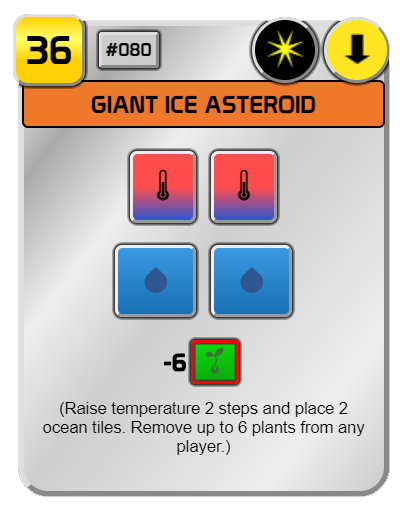 36 #080
GIANT ICE ASTEROID
-6
(Raise temperature 2 steps and place 2
ocean tiles. Remove up to 6 plants from any
player.)